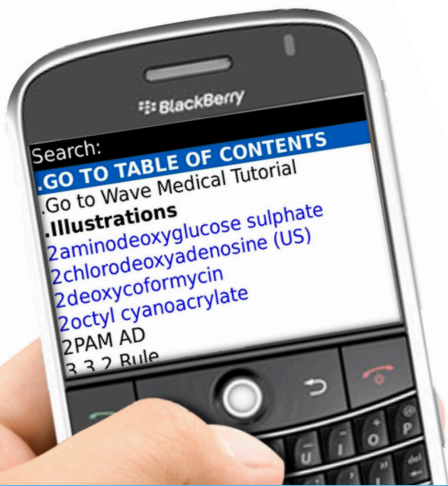 BlackBerry
Search:
.GO TO TABLE OF CONTENTS
.Go to Wave Medical Tutorial
.Illustrations
2aminodeoxyglucose sulphate
2chlorodeoxyadenosine (US)
2deoxycoformycin
2octyl cyanoacrylate
2PAM AD
3 3 2 Rule
U I O P
del